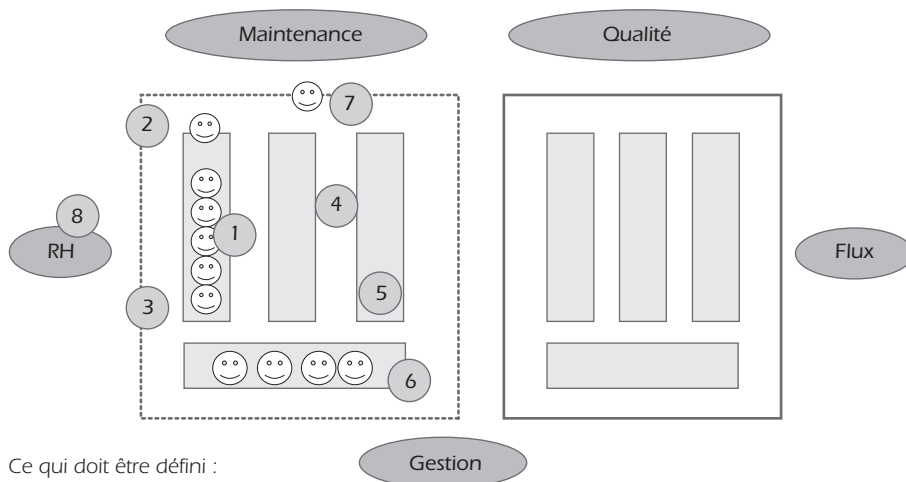 Maintenance
Qualité
7
2
8
4
1
RH
Flux
5
3
6
Gestion
Ce qui doit être défini :